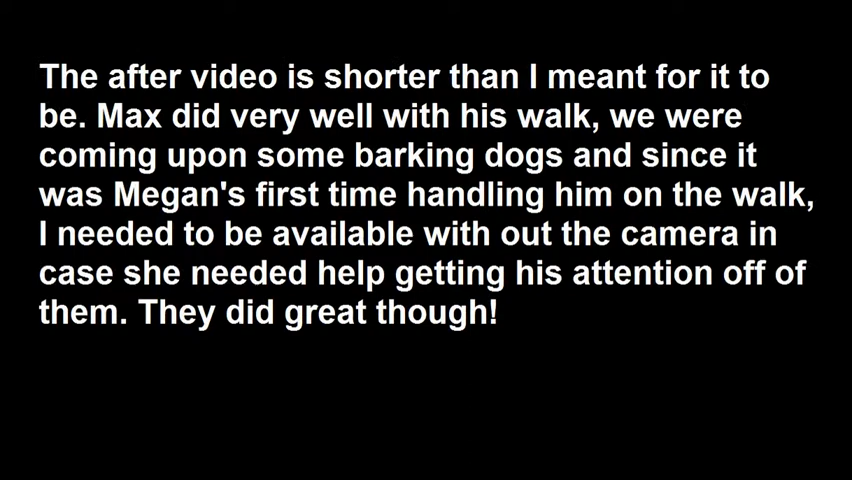 The after video is shorter than I meant for it to
be. Max did very well with his walk, we were
coming upon some barking dogs and since it
was Megan's first time handling him on the walk,
I needed to be available with out the camera in
case she needed help getting his attention off of
them. They did great though!